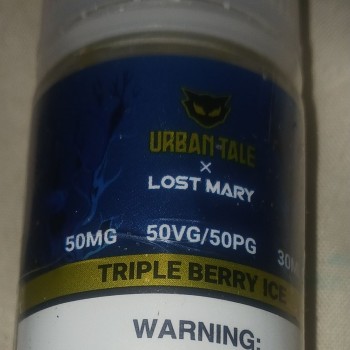 URBAN-TALE
×
LOST MARY
50MG 50VG/50PG
TRIPLE BERRY ICE
WARNING: